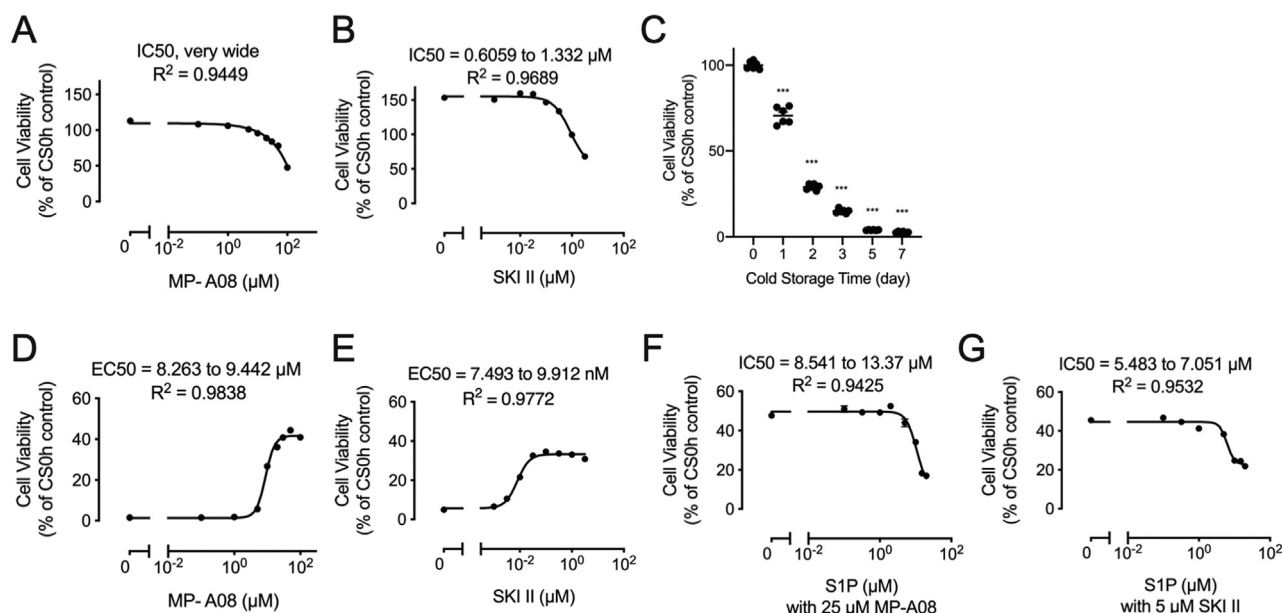 A
IC50, very wide
R² = 0.9449
Cell Viability
(% of CS0h control)
150
100
50
0
0
10⁻²
10⁰
10²
MP- A08 (µM)
B
IC50 = 0.6059 to 1.332 µM
R² = 0.9689
Cell Viability
(% of CS0h control)
150
100
50
0
0
10⁻²
10⁰
10²
SKI II (µM)
C
Cell Viability
(% of CS0h control)
100
50
0
***
***
***
***
***
0
1
2
3
5
7
Cold Storage Time (day)
D
EC50 = 8.263 to 9.442 µM
R² = 0.9838
Cell Viability
(% of CS0h control)
60
40
20
0
0
10⁻²
10⁰
10²
MP- A08 (µM)
E
EC50 = 7.493 to 9.912 nM
R² = 0.9772
Cell Viability
(% of CS0h control)
60
40
20
0
0
10⁻²
10⁰
10²
SKI II (µM)
F
IC50 = 8.541 to 13.37 µM
R² = 0.9425
Cell Viability
(% of CS0h control)
60
40
20
0
0
10⁻²
10⁰
10²
S1P (µM)
with 25 µM MP-A08
G
IC50 = 5.483 to 7.051 µM
R² = 0.9532
Cell Viability
(% of CS0h control)
60
40
20
0
0
10⁻²
10⁰
10²
S1P (µM)
with 5 µM SKI II